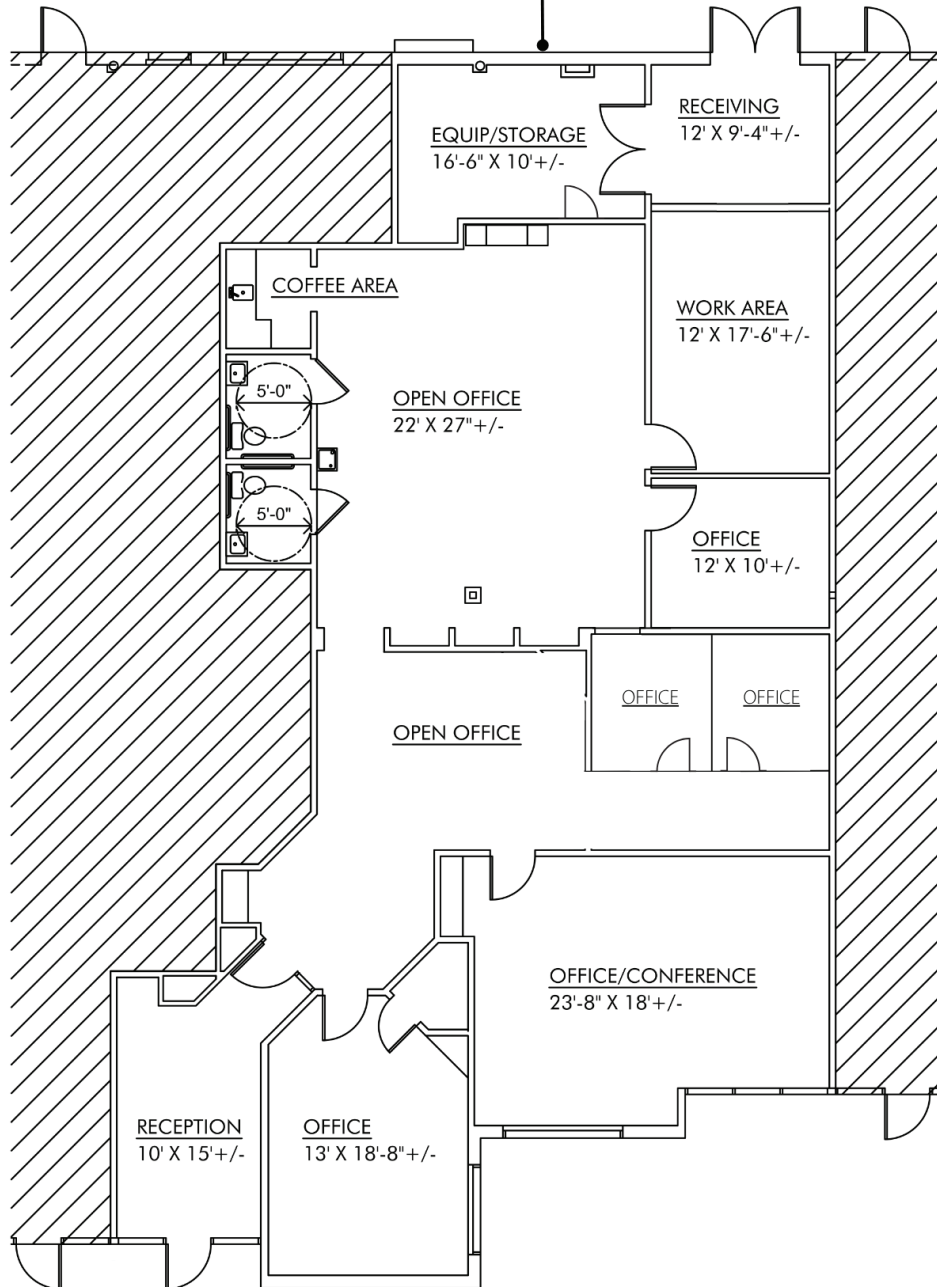 RECEIVING
12' X 9'-4"+/-
EQUIP/STORAGE
16'-6" X 10'+/-
COFFEE AREA
WORK AREA
12' X 17'-6"+/-
5'-0"
OPEN OFFICE
22' X 27"+/-
5'-0"
OFFICE
12' X 10'+/-
OFFICE
OFFICE
OPEN OFFICE
OFFICE/CONFERENCE
23'-8" X 18'+/-
RECEPTION
10' X 15'+/-
OFFICE
13' X 18'-8"+/-